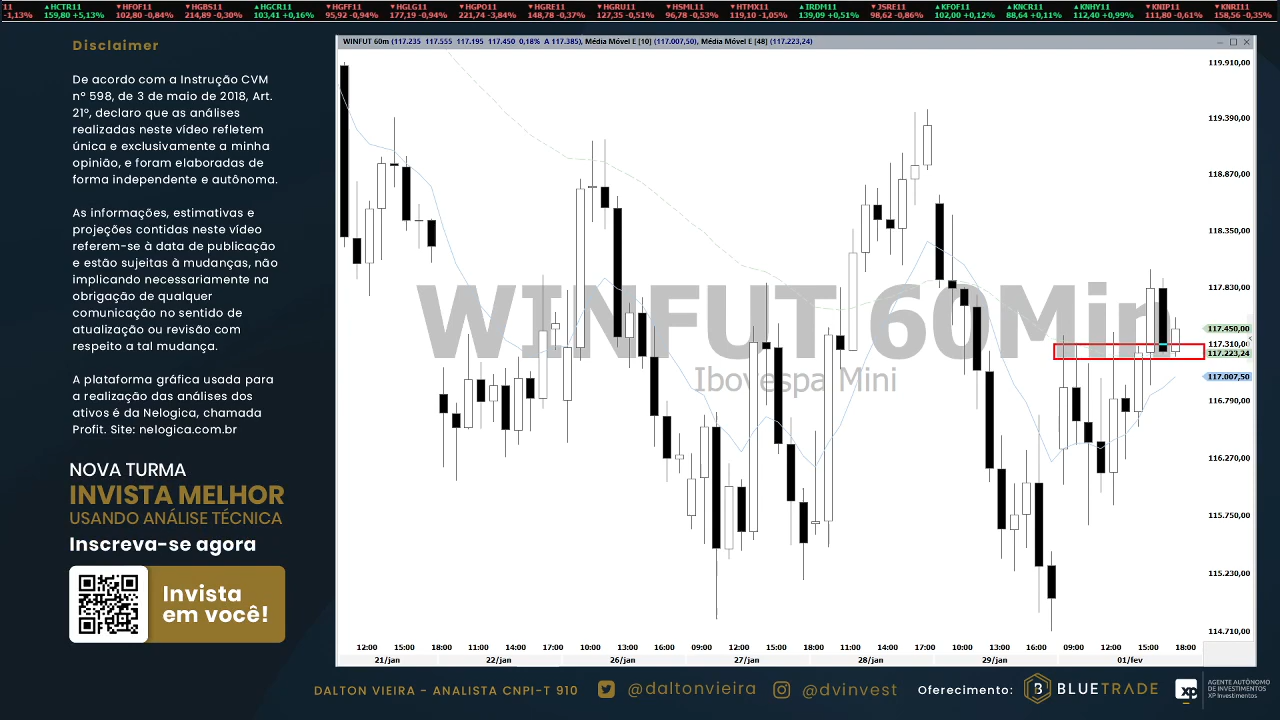 HCTR11 HFOF11 HGBS11 HGCR11 HGFF11 HGLG11 HGPO11 HGRE11 HGRU11 HSML11 HTMX11 IRDM11 JSRE11 KFOF11 KNCR11 KNHY11 KNIP11 KNRI11
-1,13% 159,80 +5,13% 102,80 -0,84% 214,89 -0,30% 103,41 +0,16% 95,92 -0,94% 177,19 -0,94% 221,74 -3,84% 148,78 -0,37% 127,35 -0,51% 96,78 -0,53% 119,10 -1,05% 139,09 +0,51% 98,62 -0,86% 102,00 +0,12% 88,64 +0,11% 112,40 +0,99% 111,80 -0,61% 158,56 -0,35%
Disclaimer
De acordo com a Instrução CVM
nº 598, de 3 de maio de 2018, Art.
21º, declaro que as análises
realizadas neste vídeo refletem
única e exclusivamente a minha
opinião, e foram elaboradas de
forma independente e autônoma.
As informações, estimativas e
projeções contidas neste vídeo
referem-se à data de publicação
e estão sujeitas à mudanças, não
implicando necessariamente na
obrigação de qualquer
comunicação no sentido de
atualização ou revisão com
respeito a tal mudança.
A plataforma gráfica usada para
a realização das análises dos
ativos é da Nelogica, chamada
Profit. Site: nelogica.com.br
NOVA TURMA
INVISTA MELHOR
USANDO ANÁLISE TÉCNICA
Inscreva-se agora
Invista
em você!
WINFUT 60m (117.235 117.555 117.195 117.450 0,18% A 117.385), Média Móvel E [10] (117.007,50), Média Móvel E [48] (117.223,24)
WINFUT 60Min
Ibovespa Mini
119.910,00
119.390,00
118.870,00
118.350,00
117.830,00
117.450,00
117.310,00
117.223,24
117.007,50
116.790,00
116.270,00
115.750,00
115.230,00
114.710,00
12:00 15:00 18:00 11:00 14:00 17:00 10:00 13:00 16:00 09:00 12:00 15:00 18:00 11:00 14:00 17:00 10:00 13:00 16:00 09:00 12:00 15:00 18:00
21/jan 22/jan 26/jan 27/jan 28/jan 29/jan 01/fev
DALTON VIEIRA - ANALISTA CNPI-T 910 @daltonvieira @dvinvest Oferecimento: BLUETRADE xp
AGENTE AUTÔNOMO
DE INVESTIMENTOS
XP Investimentos